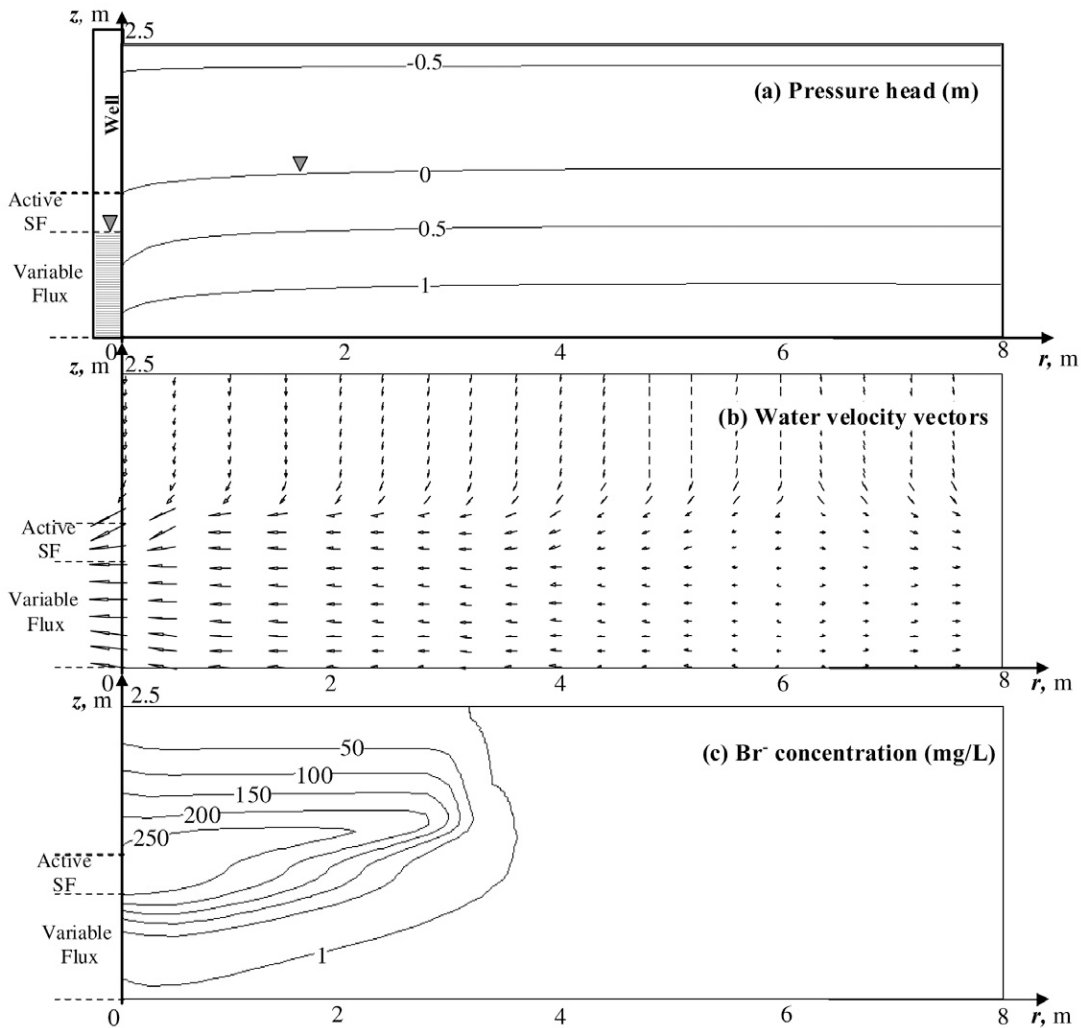 z, m
2.5
Well
-0.5
(a) Pressure head (m)
0
Active
SF
0.5
Variable
Flux
1
0
2
4
6
8
r, m
z, m
2.5
(b) Water velocity vectors
Active
SF
Variable
Flux
0
2
4
6
8
r, m
z, m
2.5
50
(c) Br⁻ concentration (mg/L)
100
150
200
250
Active
SF
Variable
Flux
1
0
2
4
6
8
r, m